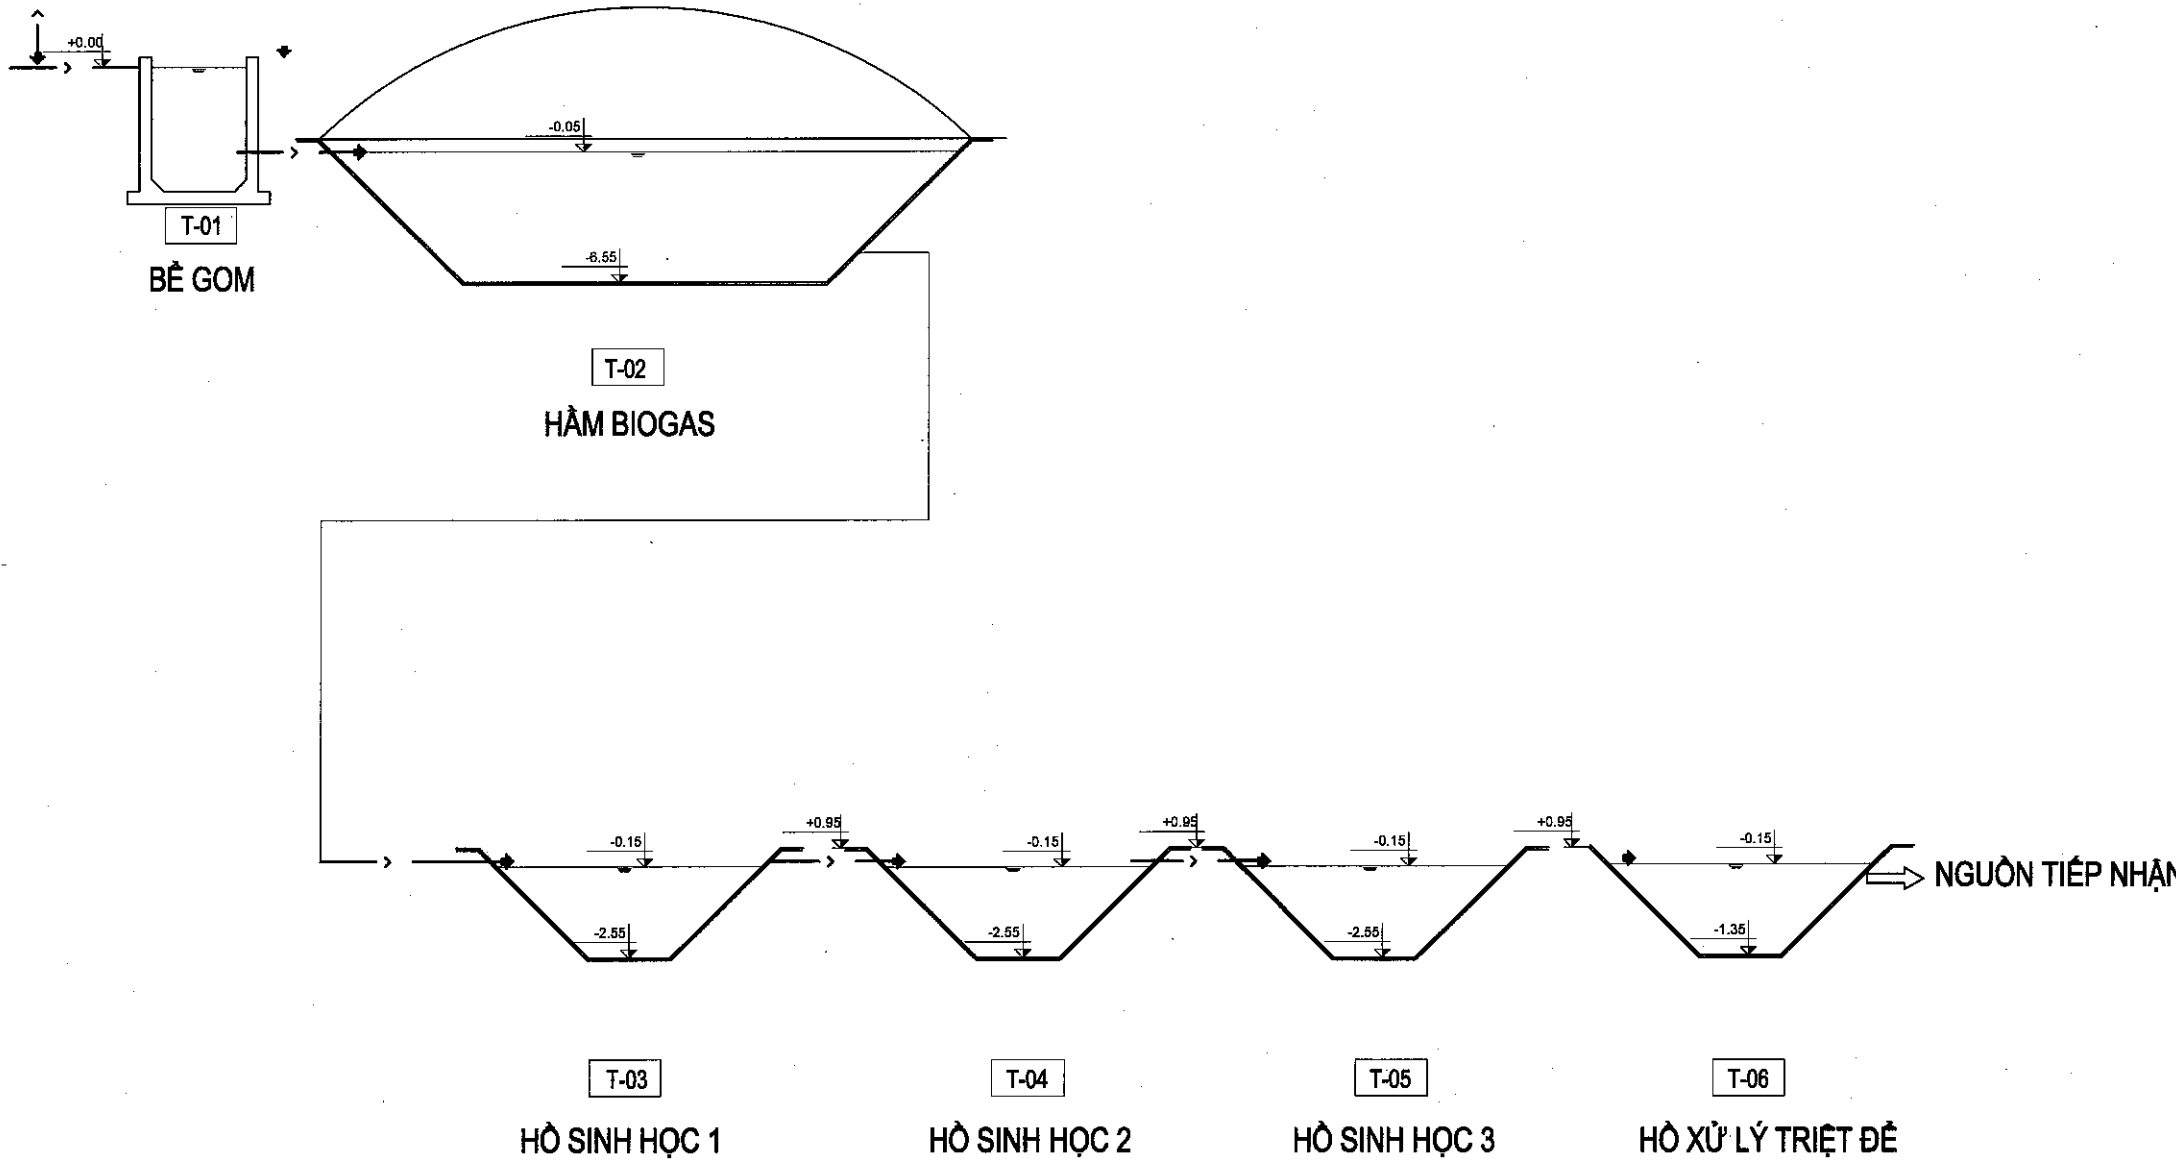 +0.00
-0.05
T-01
BỂ GOM
-6.55
T-02
HẦM BIOGAS
+0.95
+0.95
+0.95
-0.15
-0.15
-0.15
-0.15
NGUỒN TIẾP NHẬN
-2.55
-2.55
-2.55
-1.35
T-03
T-04
T-05
T-06
HỒ SINH HỌC 1
HỒ SINH HỌC 2
HỒ SINH HỌC 3
HỒ XỬ LÝ TRIỆT ĐỂ